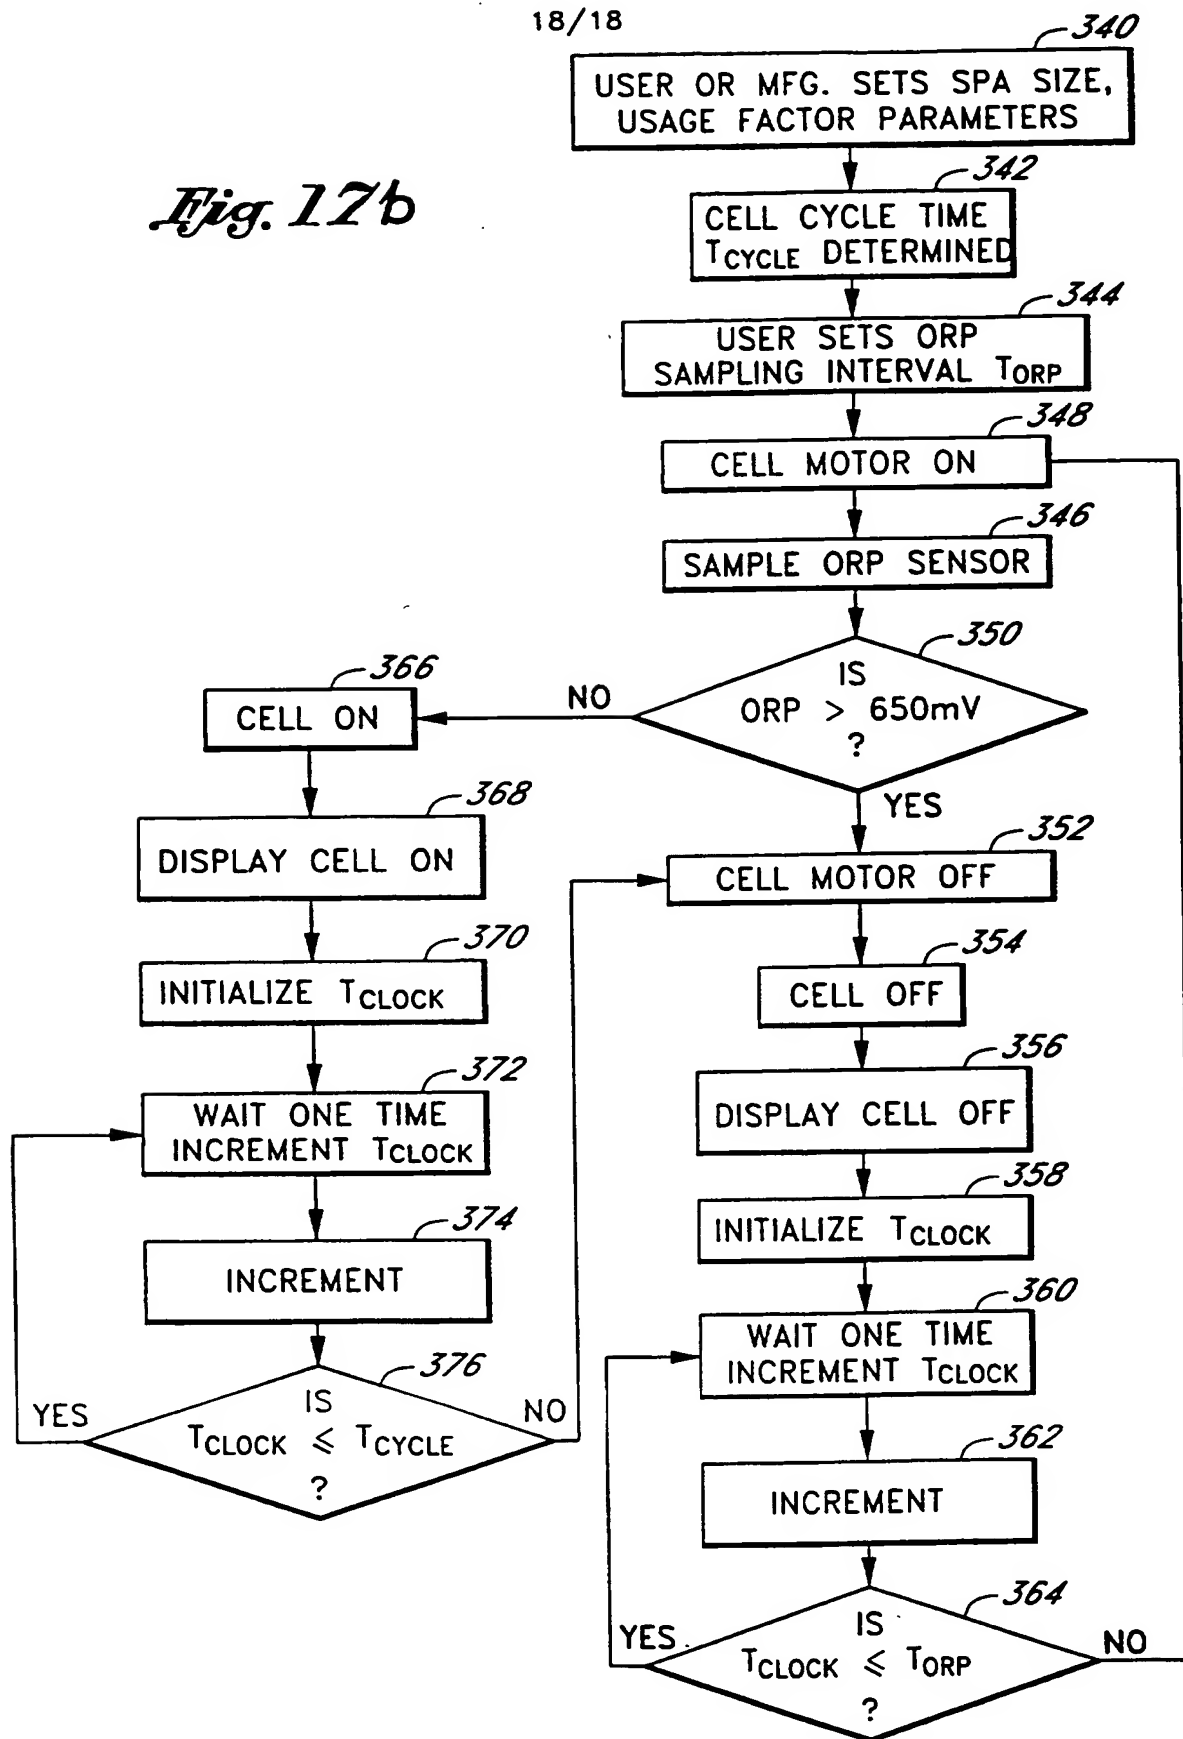 18/18
Fig. 17b
340
USER OR MFG. SETS SPA SIZE,
USAGE FACTOR PARAMETERS
342
CELL CYCLE TIME
TCYCLE DETERMINED
344
USER SETS ORP
SAMPLING INTERVAL TORP
348
CELL MOTOR ON
346
SAMPLE ORP SENSOR
350
IS
ORP > 650mV
?
NO
YES
366
CELL ON
368
DISPLAY CELL ON
370
INITIALIZE TCLOCK
372
WAIT ONE TIME
INCREMENT TCLOCK
374
INCREMENT
376
IS
TCLOCK ≤ TCYCLE
?
YES
NO
352
CELL MOTOR OFF
354
CELL OFF
356
DISPLAY CELL OFF
358
INITIALIZE TCLOCK
360
WAIT ONE TIME
INCREMENT TCLOCK
362
INCREMENT
364
IS
TCLOCK ≤ TORP
?
YES
NO